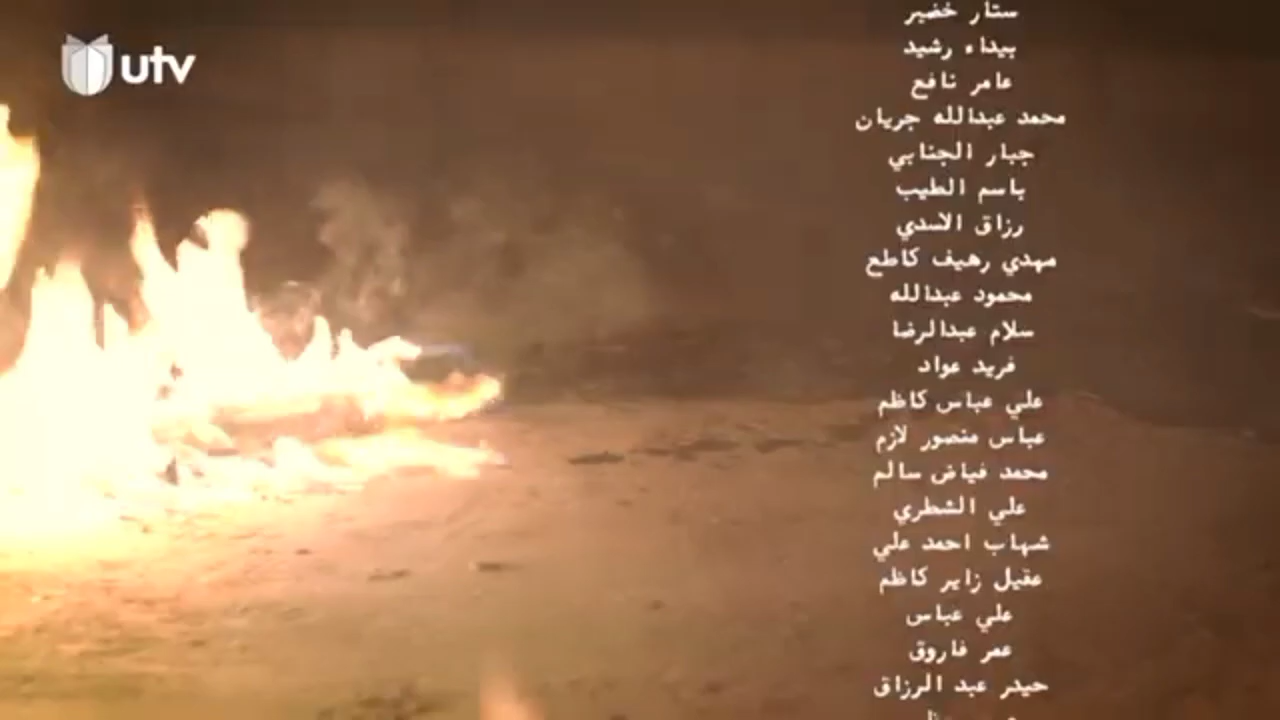 utv
ستار خضير
بيداء رشيد
عامر نافع
محمد عبدالله جريان
جبار الجنابي
باسم الطيب
رزاق الاسدي
مهدي رهيف كاطع
محمود عبدالله
سلام عبدالرضا
فريد عواد
علي عباس كاظم
عباس منصور لازم
محمد فياض سالم
علي الشطري
شهاب احمد علي
عقيل زاير كاظم
علي عباس
عمر فاروق
حيدر عبد الرزاق